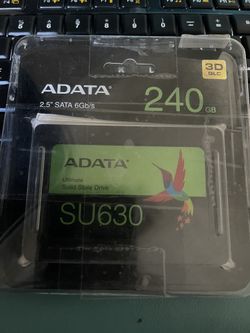 3D
QLC
ADATA
2.5" SATA 6Gb/s
240 GB
ADATA
Ultimate
Solid State Drive
SU630